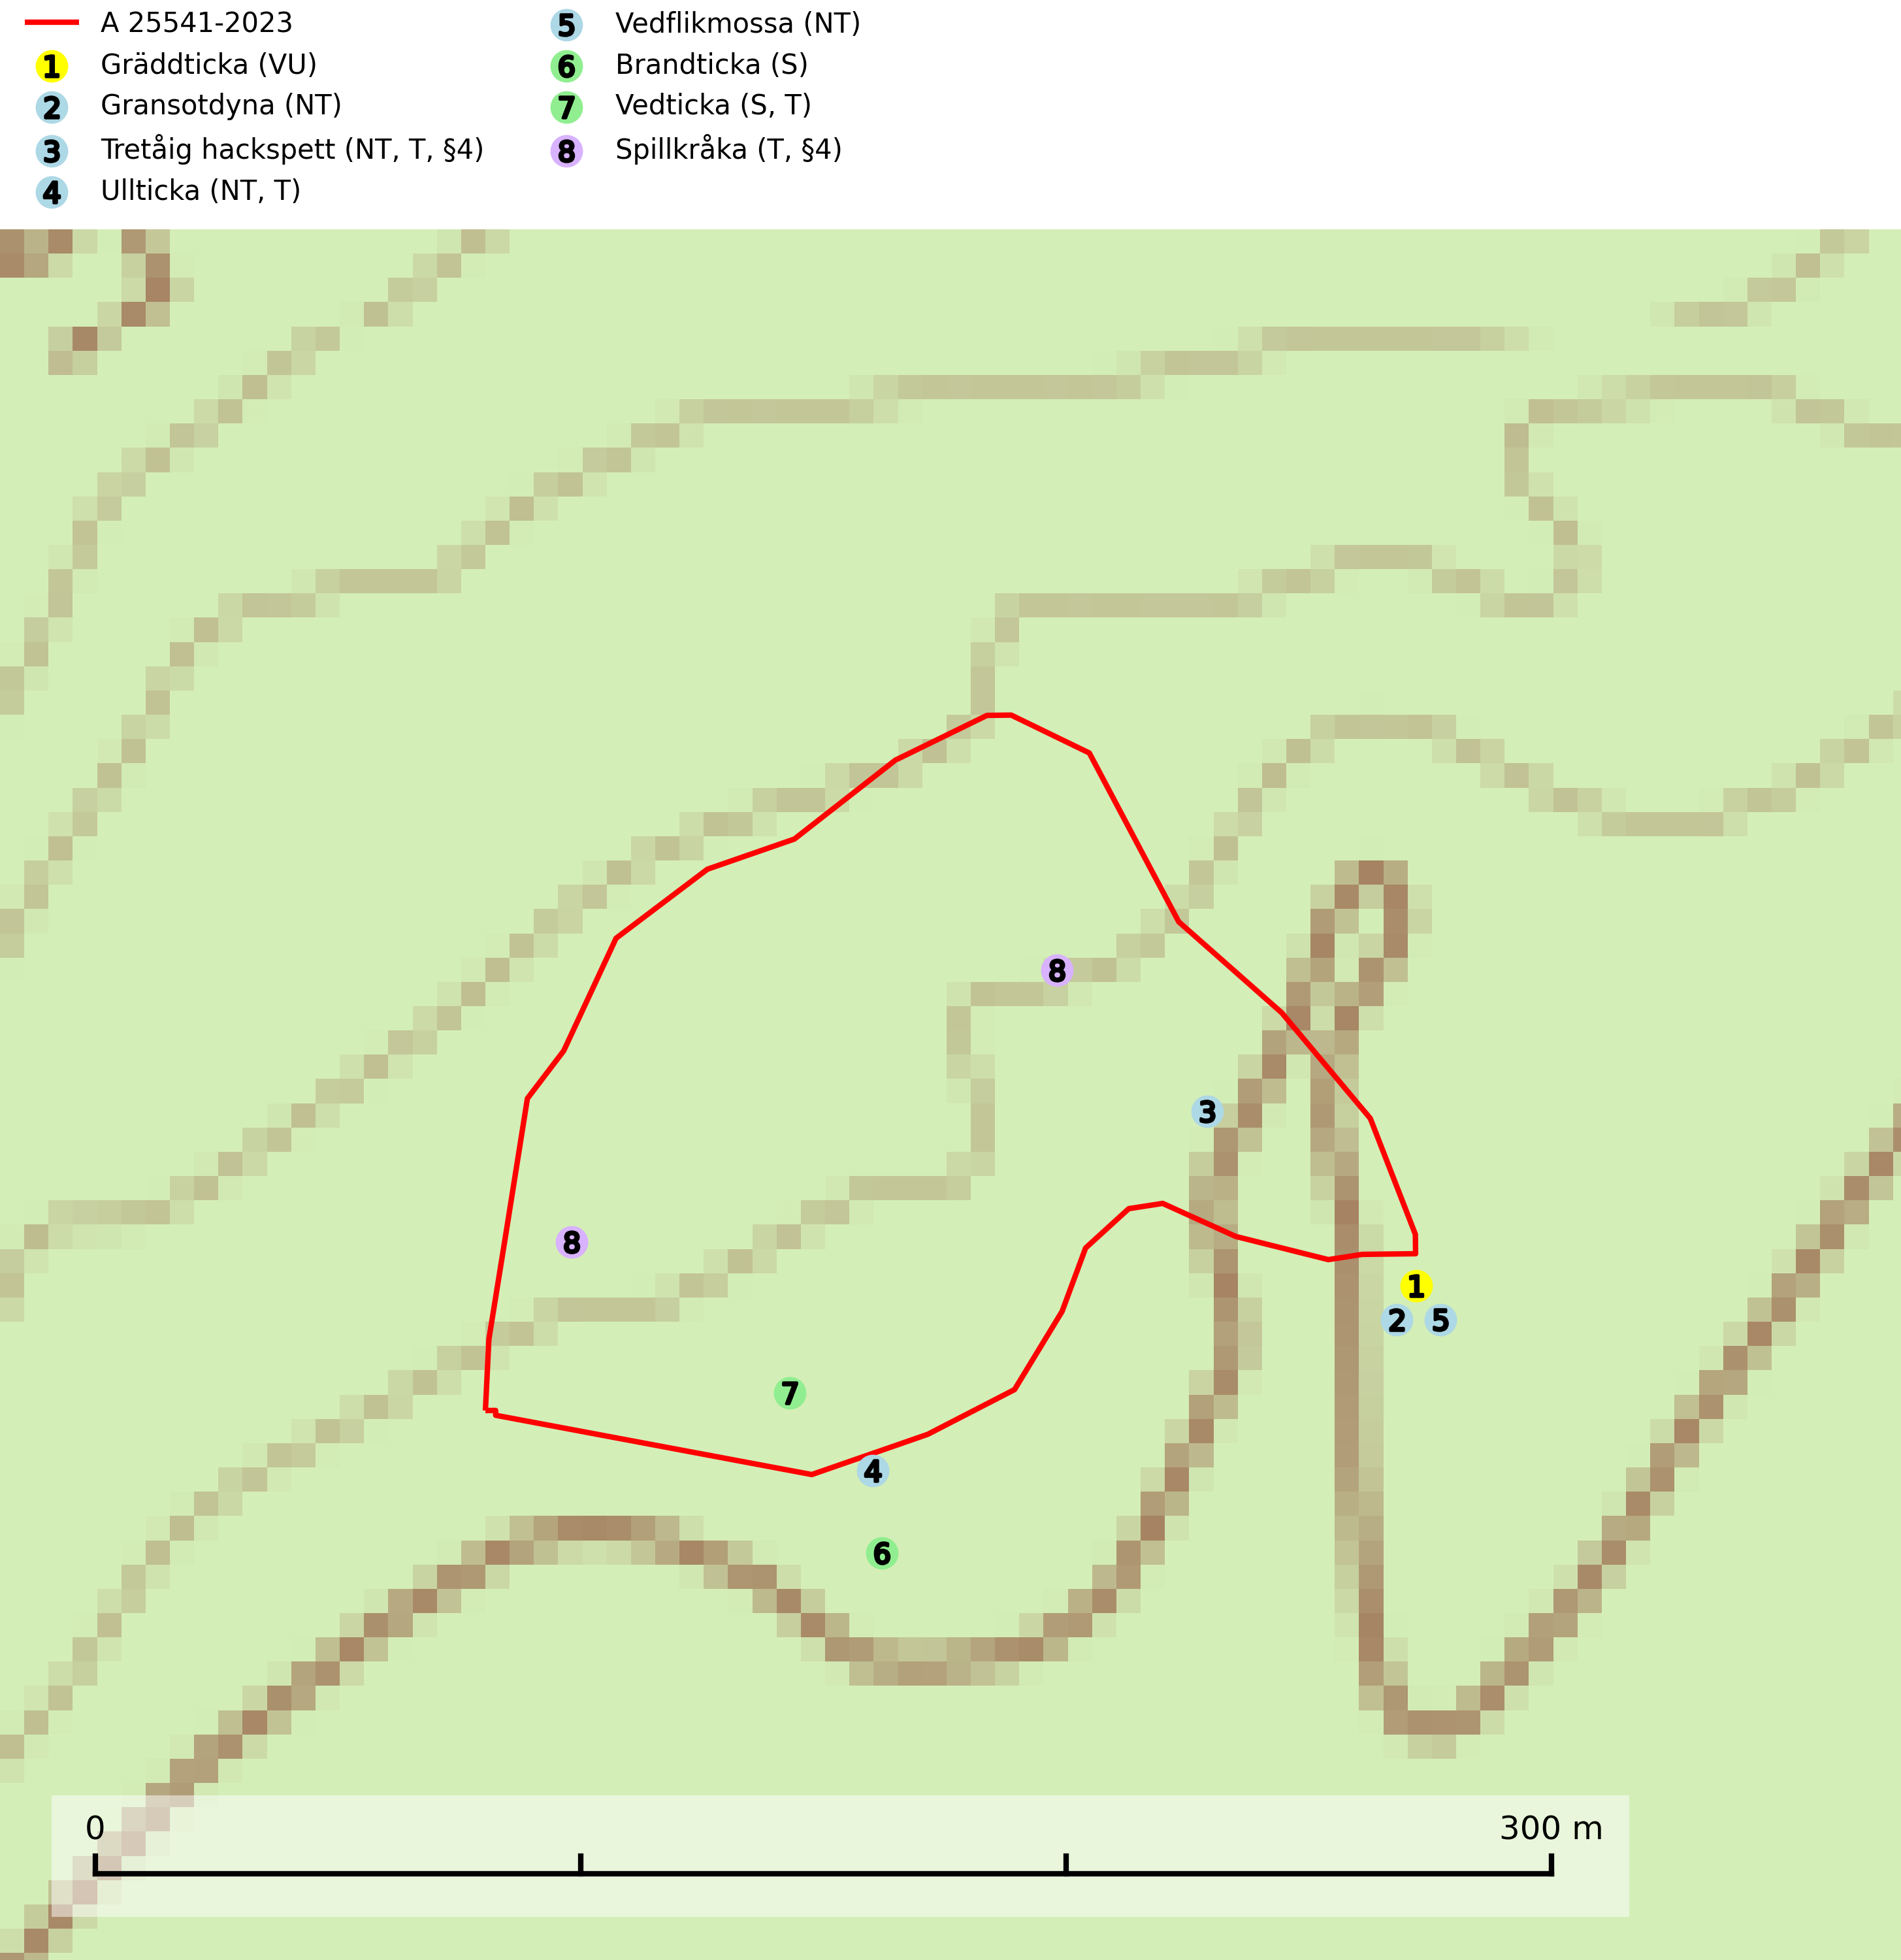 A 25541-2023
1 Gräddticka (VU)
2 Gransotdyna (NT)
3 Tretåig hackspett (NT, T, §4)
4 Ullticka (NT, T)
5 Vedflikmossa (NT)
6 Brandticka (S)
7 Vedticka (S, T)
8 Spillkråka (T, §4)
8
3
8
1
2 5
7
4
6
0 300 m